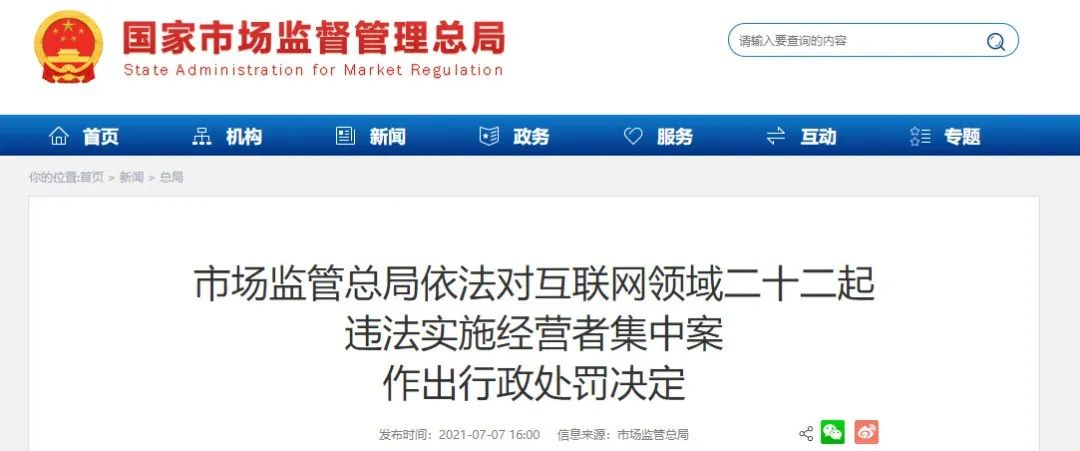 国家市场监督管理总局
State Administration for Market Regulation
请输入要查询的内容
首页 机构 新闻 政务 服务 互动 专题
你的位置:首页 > 新闻 > 总局
市场监管总局依法对互联网领域二十二起
违法实施经营者集中案
作出行政处罚决定
发布时间：2021-07-07 16:00 信息来源：市场监管总局